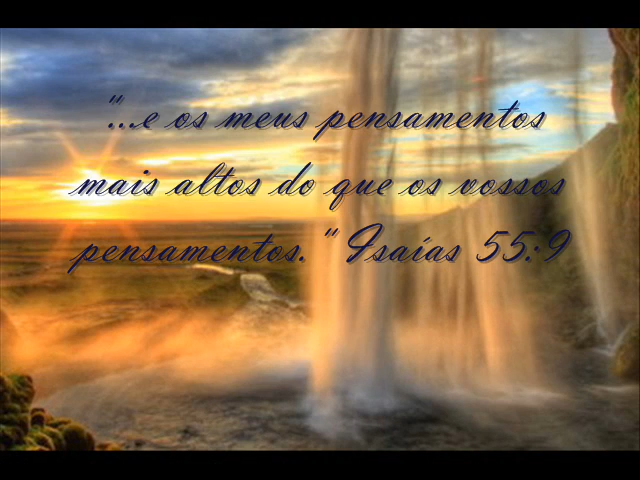 "...e os meus pensamentos
mais altos do que os vossos
pensamentos." Isaías 55:9